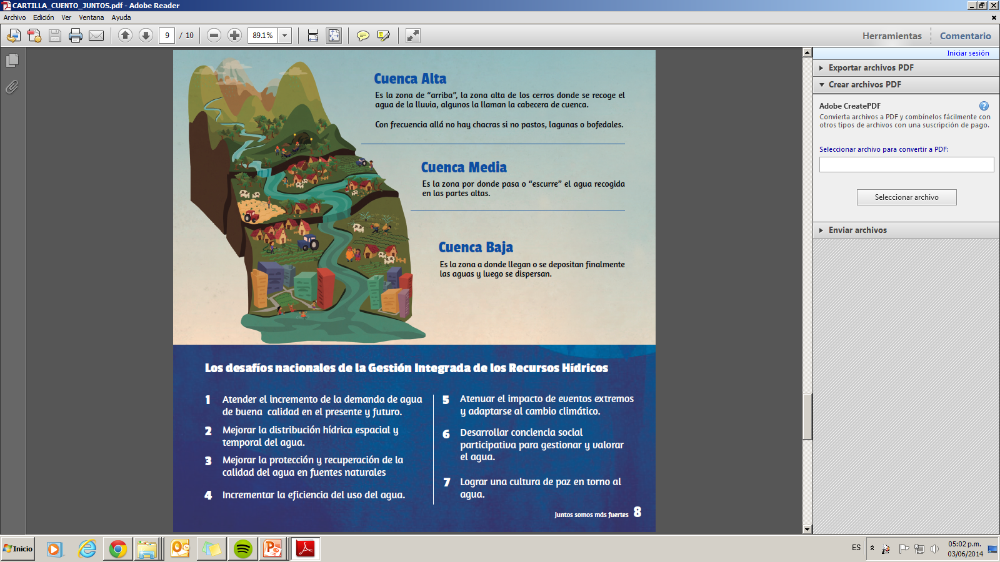 CARTILLA_CUENTO_JUNTOS.pdf - Adobe Reader
Archivo Edición Ver Ventana Ayuda
9 / 10 89.1% Herramientas Comentario
Iniciar sesión
Exportar archivos PDF
Crear archivos PDF
Adobe CreatePDF
Convierta archivos a PDF y combínelos fácilmente con
otros tipos de archivos con una suscripción de pago.
Seleccionar archivo para convertir a PDF:
Seleccionar archivo
Enviar archivos
Cuenca Alta
Es la zona de “arriba”, la zona alta de los cerros donde se recoge el
agua de la lluvia, algunos la llaman la cabecera de cuenca.
Con frecuencia allá no hay chacras si no pastos, lagunas o bofedales.
Cuenca Media
Es la zona por donde pasa o “escurre” el agua recogida
en las partes altas.
Cuenca Baja
Es la zona a donde llegan o se depositan finalmente
las aguas y luego se dispersan.
Los desafíos nacionales de la Gestión Integrada de los Recursos Hídricos
1 Atender el incremento de la demanda de agua
de buena calidad en el presente y futuro.
2 Mejorar la distribución hídrica espacial y
temporal del agua.
3 Mejorar la protección y recuperación de la
calidad del agua en fuentes naturales
4 Incrementar la eficiencia del uso del agua.
5 Atenuar el impacto de eventos extremos
y adaptarse al cambio climático.
6 Desarrollar conciencia social
participativa para gestionar y valorar
el agua.
7 Lograr una cultura de paz en torno al
agua.
Juntos somos más fuertes 8
Inicio
ES
05:02 p.m.
03/06/2014